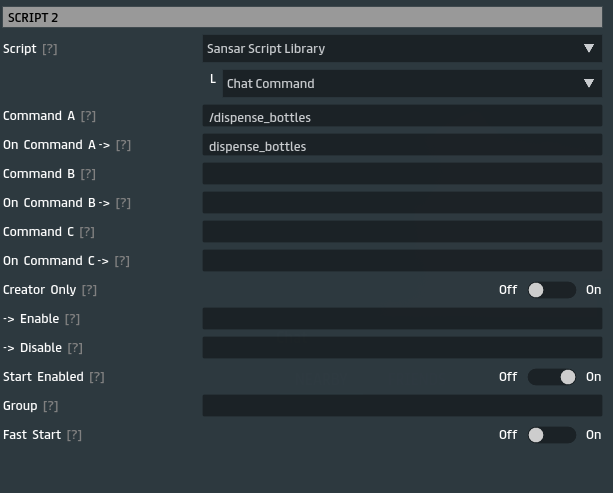 SCRIPT 2
Script [?] Sansar Script Library
Chat Command
Command A [?] /dispense_bottles
On Command A -> [?] dispense_bottles
Command B [?]
On Command B -> [?]
Command C [?]
On Command C -> [?]
Creator Only [?] Off On
-> Enable [?]
-> Disable [?]
Start Enabled [?] Off On
Group [?]
Fast Start [?] Off On